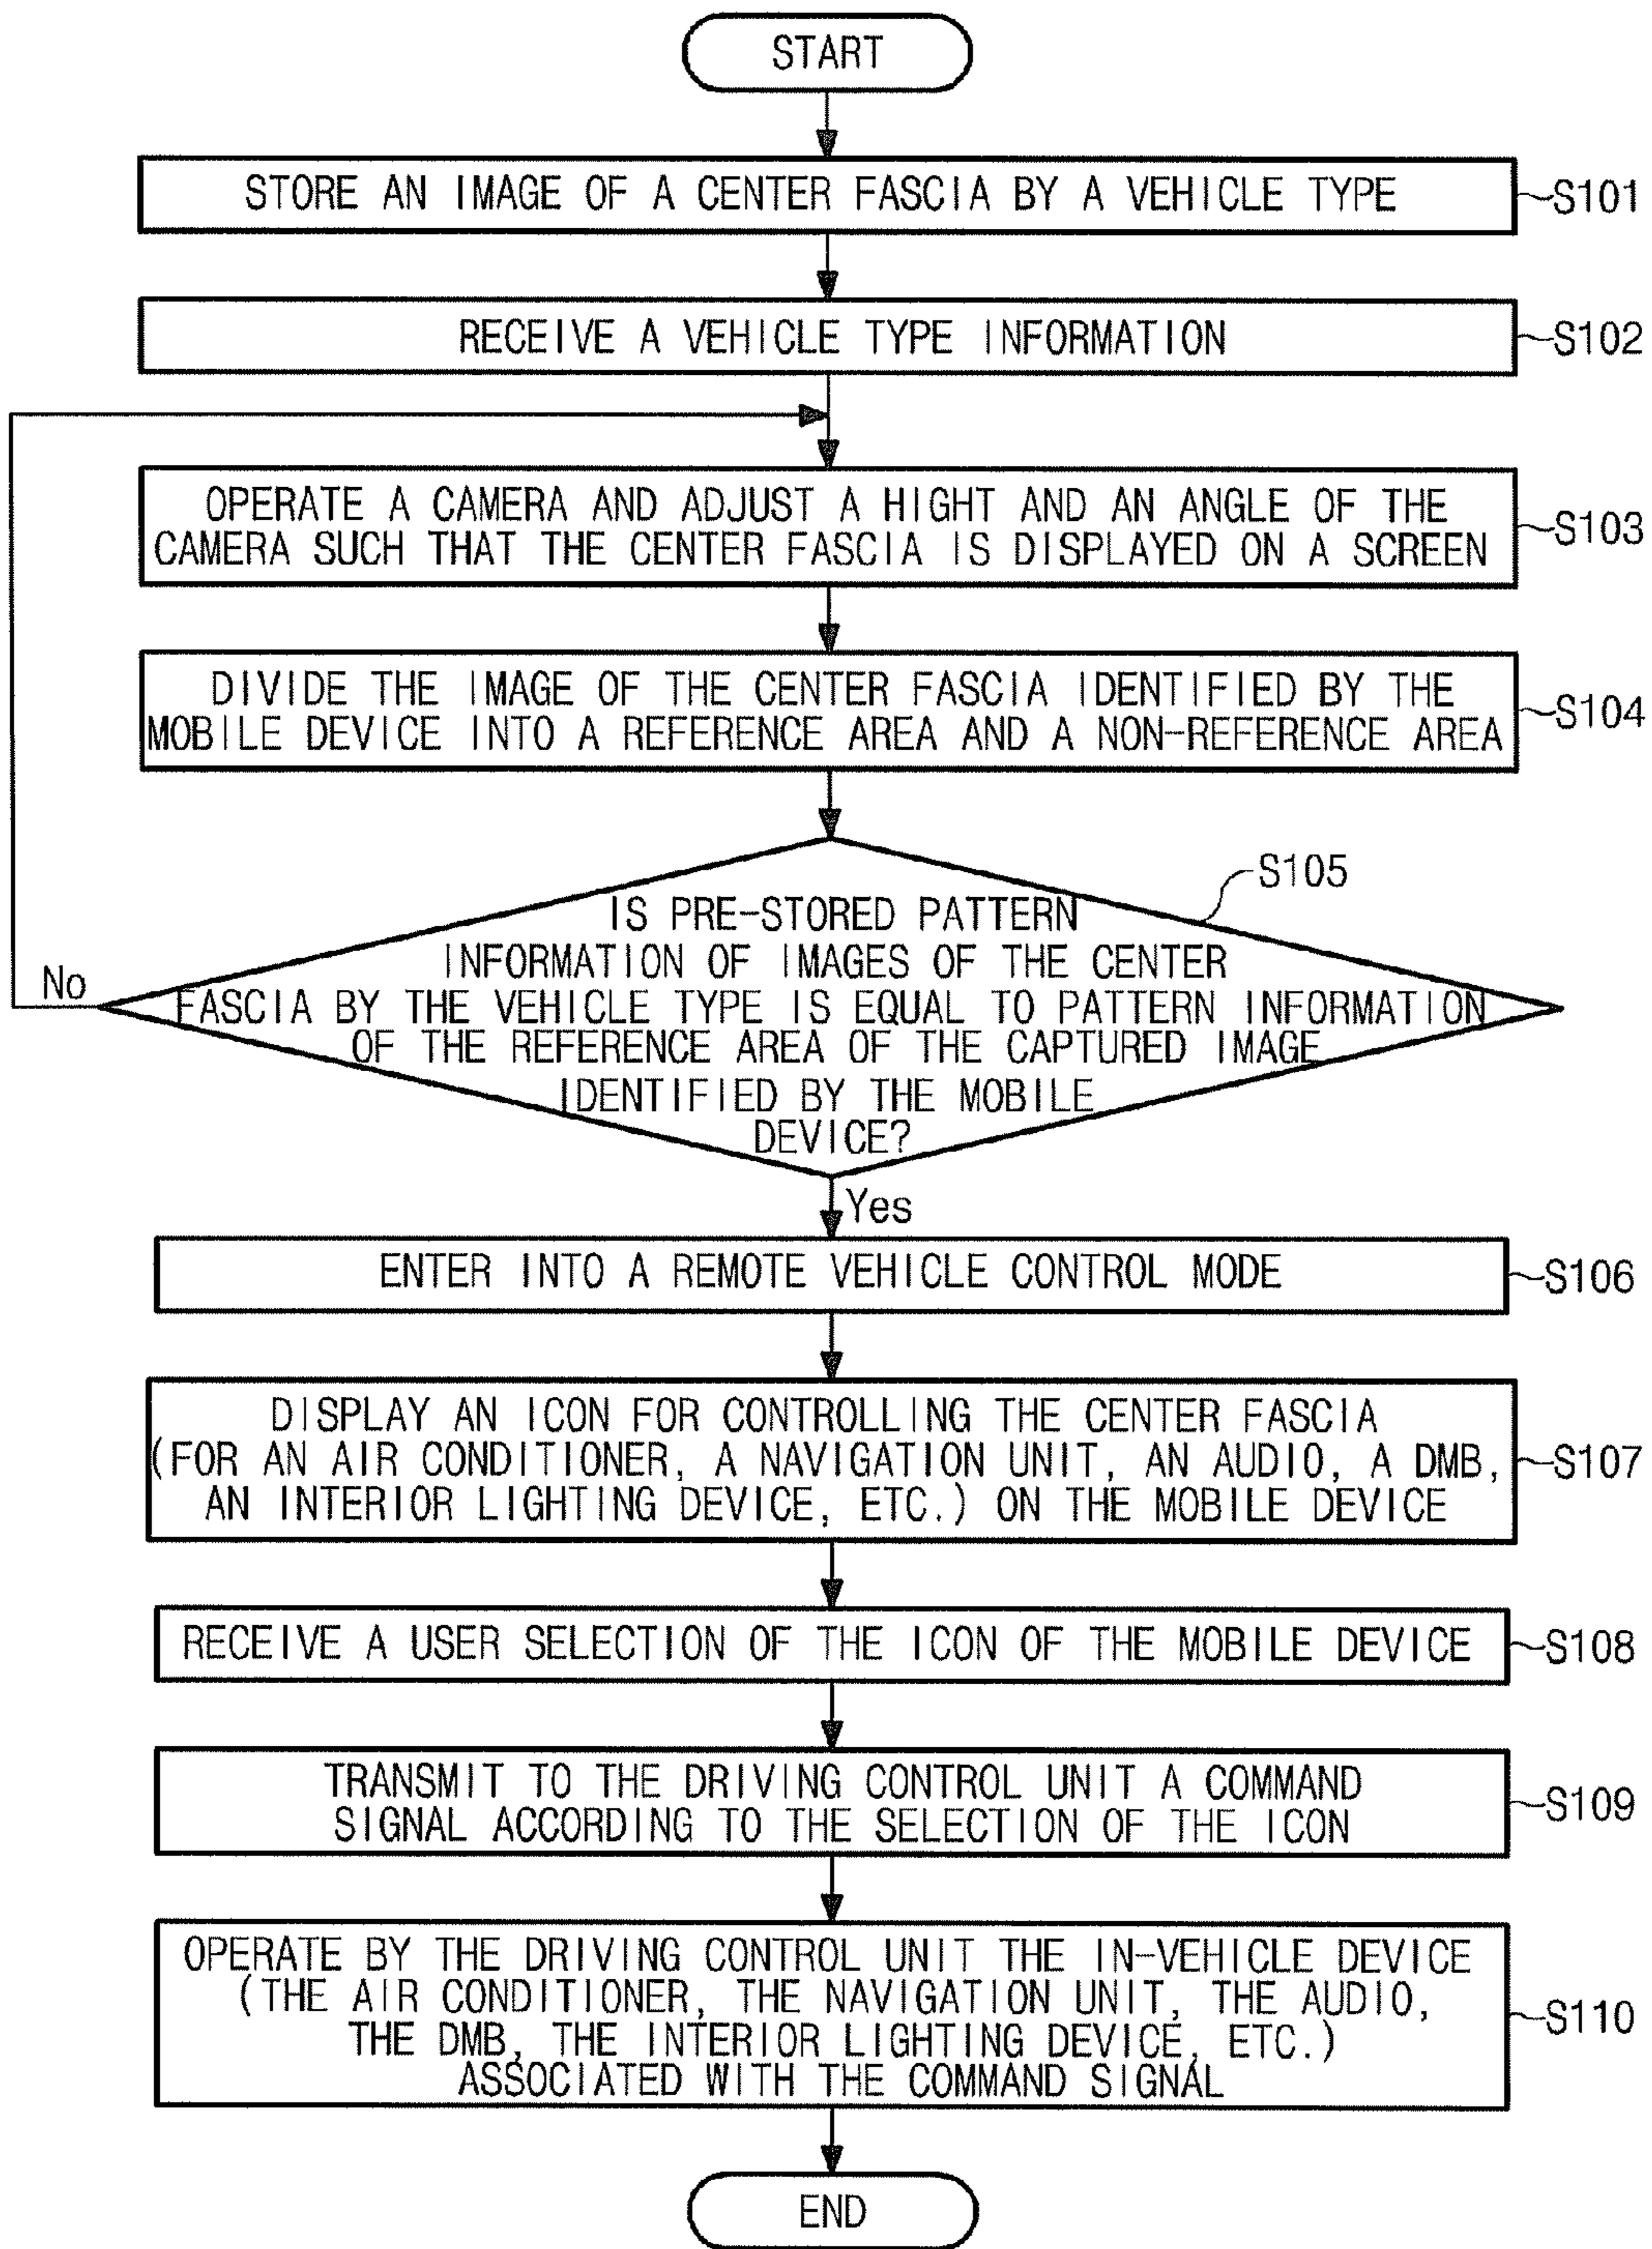 START
STORE AN IMAGE OF A CENTER FASCIA BY A VEHICLE TYPE
S101
RECEIVE A VEHICLE TYPE INFORMATION
S102
OPERATE A CAMERA AND ADJUST A HIGHT AND AN ANGLE OF THE
CAMERA SUCH THAT THE CENTER FASCIA IS DISPLAYED ON A SCREEN
S103
DIVIDE THE IMAGE OF THE CENTER FASCIA IDENTIFIED BY THE
MOBILE DEVICE INTO A REFERENCE AREA AND A NON-REFERENCE AREA
S104
S105
IS PRE-STORED PATTERN
INFORMATION OF IMAGES OF THE CENTER
FASCIA BY THE VEHICLE TYPE IS EQUAL TO PATTERN INFORMATION
OF THE REFERENCE AREA OF THE CAPTURED IMAGE
IDENTIFIED BY THE MOBILE
DEVICE?
No
Yes
ENTER INTO A REMOTE VEHICLE CONTROL MODE
S106
DISPLAY AN ICON FOR CONTROLLING THE CENTER FASCIA
(FOR AN AIR CONDITIONER, A NAVIGATION UNIT, AN AUDIO, A DMB,
AN INTERIOR LIGHTING DEVICE, ETC.) ON THE MOBILE DEVICE
S107
RECEIVE A USER SELECTION OF THE ICON OF THE MOBILE DEVICE
S108
TRANSMIT TO THE DRIVING CONTROL UNIT A COMMAND
SIGNAL ACCORDING TO THE SELECTION OF THE ICON
S109
OPERATE BY THE DRIVING CONTROL UNIT THE IN-VEHICLE DEVICE
(THE AIR CONDITIONER, THE NAVIGATION UNIT, THE AUDIO,
THE DMB, THE INTERIOR LIGHTING DEVICE, ETC.)
ASSOCIATED WITH THE COMMAND SIGNAL
S110
END